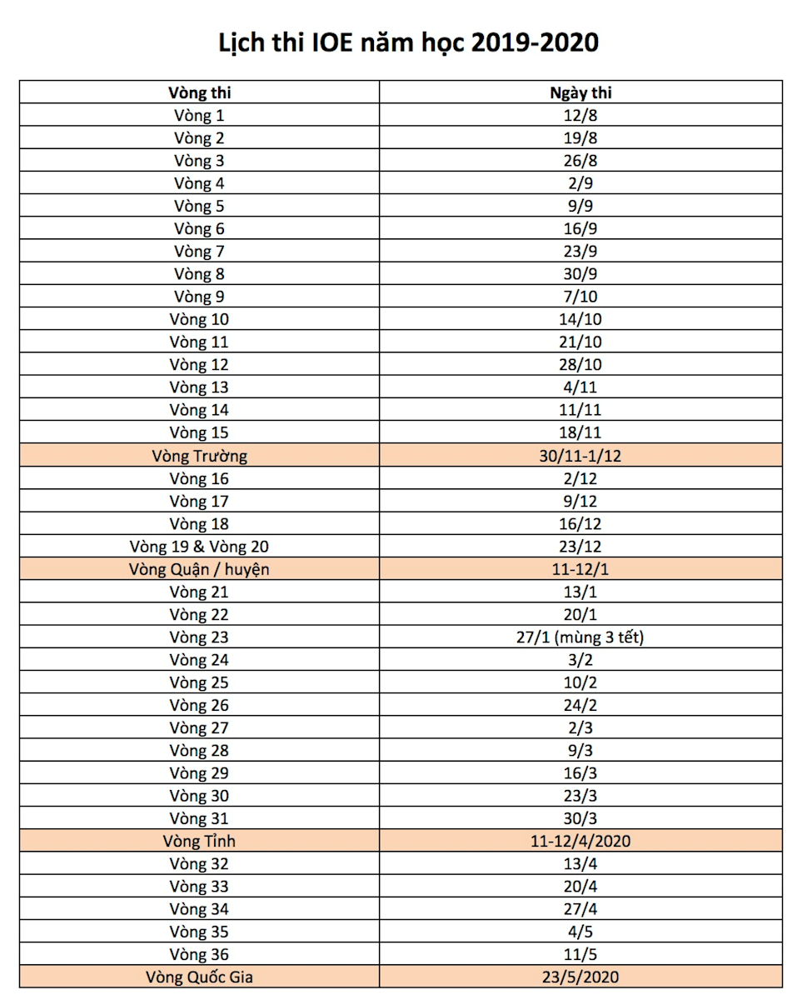 Lịch thi IOE năm học 2019-2020
Vòng thi Ngày thi
Vòng 1 12/8
Vòng 2 19/8
Vòng 3 26/8
Vòng 4 2/9
Vòng 5 9/9
Vòng 6 16/9
Vòng 7 23/9
Vòng 8 30/9
Vòng 9 7/10
Vòng 10 14/10
Vòng 11 21/10
Vòng 12 28/10
Vòng 13 4/11
Vòng 14 11/11
Vòng 15 18/11
Vòng Trường 30/11-1/12
Vòng 16 2/12
Vòng 17 9/12
Vòng 18 16/12
Vòng 19 & Vòng 20 23/12
Vòng Quận / huyện 11-12/1
Vòng 21 13/1
Vòng 22 20/1
Vòng 23 27/1 (mùng 3 tết)
Vòng 24 3/2
Vòng 25 10/2
Vòng 26 24/2
Vòng 27 2/3
Vòng 28 9/3
Vòng 29 16/3
Vòng 30 23/3
Vòng 31 30/3
Vòng Tỉnh 11-12/4/2020
Vòng 32 13/4
Vòng 33 20/4
Vòng 34 27/4
Vòng 35 4/5
Vòng 36 11/5
Vòng Quốc Gia 23/5/2020